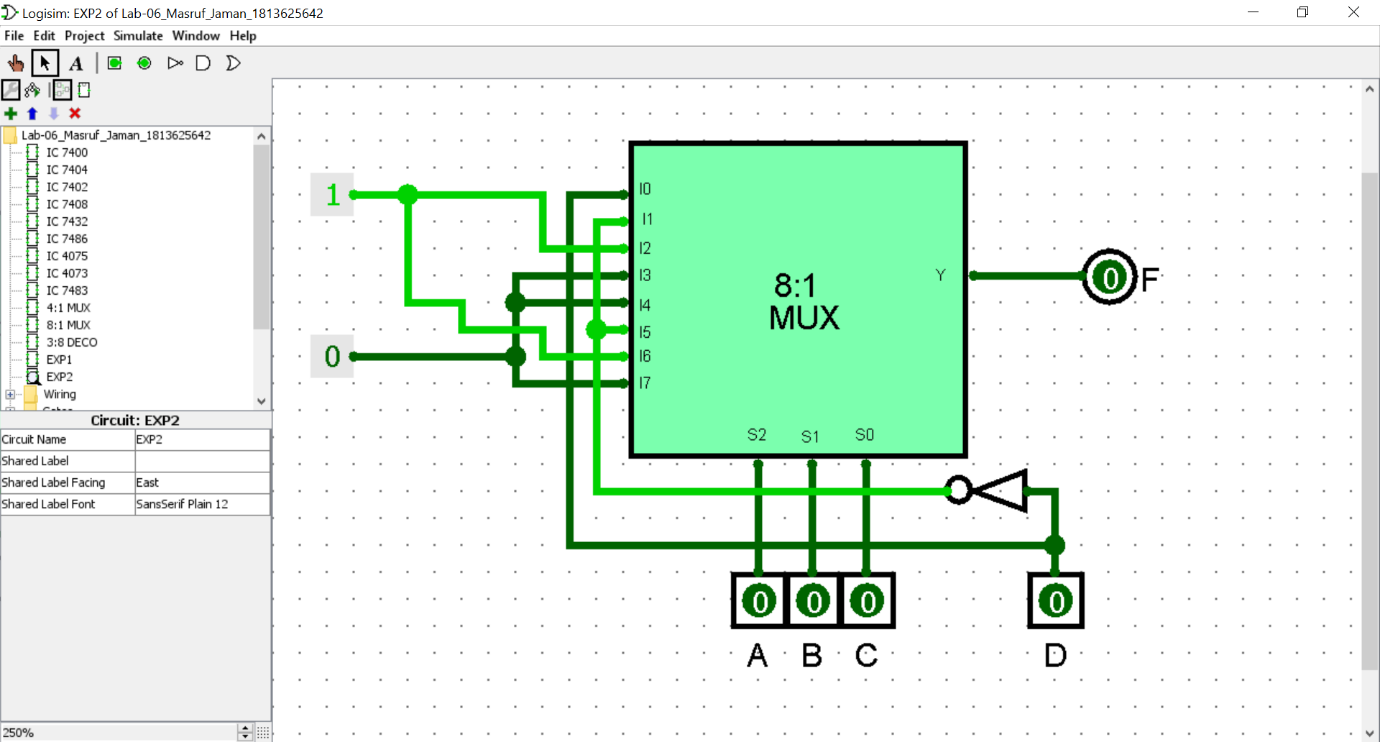 Logisim: EXP2 of Lab-06_Masruf_Jaman_1813625642
File Edit Project Simulate Window Help
A
Lab-06_Masruf_Jaman_1813625642
IC 7400
IC 7404
IC 7402
IC 7408
IC 7432
IC 7486
IC 4075
IC 4073
IC 7483
4:1 MUX
8:1 MUX
3:8 DECO
EXP1
EXP2
Wiring
Gates
Circuit: EXP2
Circuit Name EXP2
Shared Label
Shared Label Facing East
Shared Label Font SansSerif Plain 12
250%
1
0
I0
I1
I2
I3
I4
I5
I6
I7
8:1
MUX
Y
0 F
S2 S1 S0
0 0 0 0
A B C D